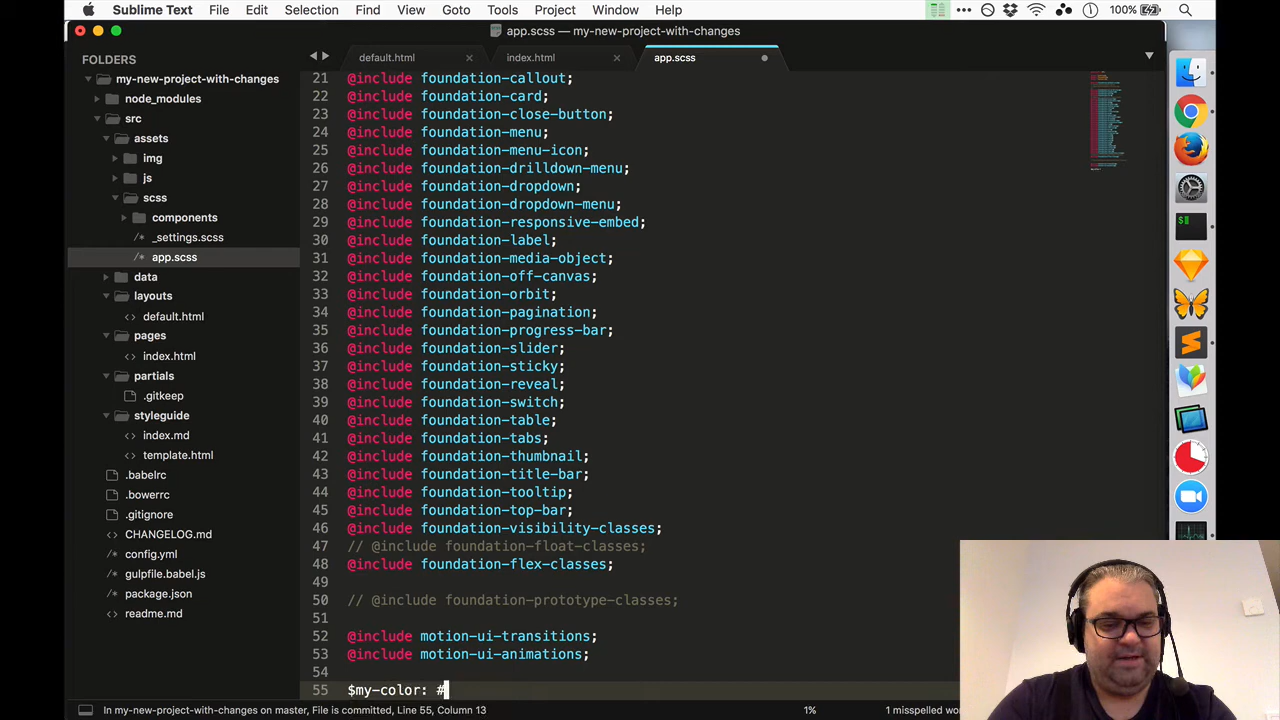 Sublime Text File Edit Selection Find View Goto Tools Project Window Help 100%
app.scss — my-new-project-with-changes
FOLDERS
default.html index.html app.scss
my-new-project-with-changes
node_modules
src
assets
img
js
scss
components
_settings.scss
app.scss
data
layouts
default.html
pages
index.html
partials
.gitkeep
styleguide
index.md
template.html
.babelrc
.bowerrc
.gitignore
CHANGELOG.md
config.yml
gulpfile.babel.js
package.json
readme.md
21 @include foundation-callout;
22 @include foundation-card;
23 @include foundation-close-button;
24 @include foundation-menu;
25 @include foundation-menu-icon;
26 @include foundation-drilldown-menu;
27 @include foundation-dropdown;
28 @include foundation-dropdown-menu;
29 @include foundation-responsive-embed;
30 @include foundation-label;
31 @include foundation-media-object;
32 @include foundation-off-canvas;
33 @include foundation-orbit;
34 @include foundation-pagination;
35 @include foundation-progress-bar;
36 @include foundation-slider;
37 @include foundation-sticky;
38 @include foundation-reveal;
39 @include foundation-switch;
40 @include foundation-table;
41 @include foundation-tabs;
42 @include foundation-thumbnail;
43 @include foundation-title-bar;
44 @include foundation-tooltip;
45 @include foundation-top-bar;
46 @include foundation-visibility-classes;
47 // @include foundation-float-classes;
48 @include foundation-flex-classes;
49
50 // @include foundation-prototype-classes;
51
52 @include motion-ui-transitions;
53 @include motion-ui-animations;
54
55 $my-color: #
In my-new-project-with-changes on master, File is committed, Line 55, Column 13 1% 1 misspelled